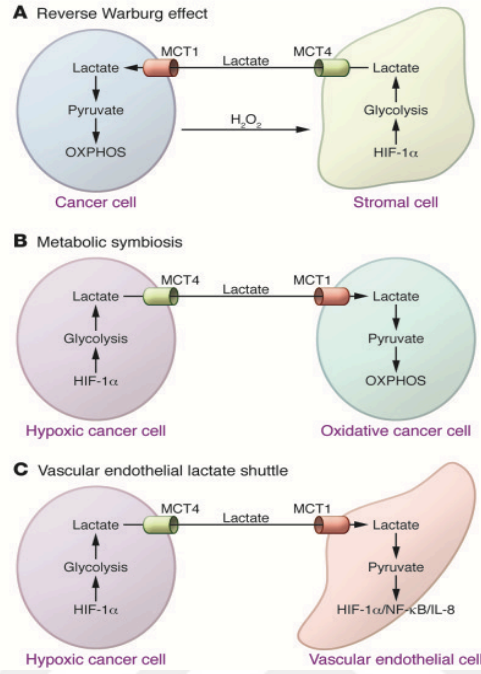 A Reverse Warburg effect
MCT1 MCT4
Lactate Lactate Lactate
Pyruvate Glycolysis
H₂O₂
OXPHOS HIF-1α
Cancer cell Stromal cell
B Metabolic symbiosis
MCT4 MCT1
Lactate Lactate Lactate
Glycolysis Pyruvate
HIF-1α OXPHOS
Hypoxic cancer cell Oxidative cancer cell
C Vascular endothelial lactate shuttle
MCT4 MCT1
Lactate Lactate Lactate
Glycolysis Pyruvate
HIF-1α HIF-1α/NF-κB/IL-8
Hypoxic cancer cell Vascular endothelial cell